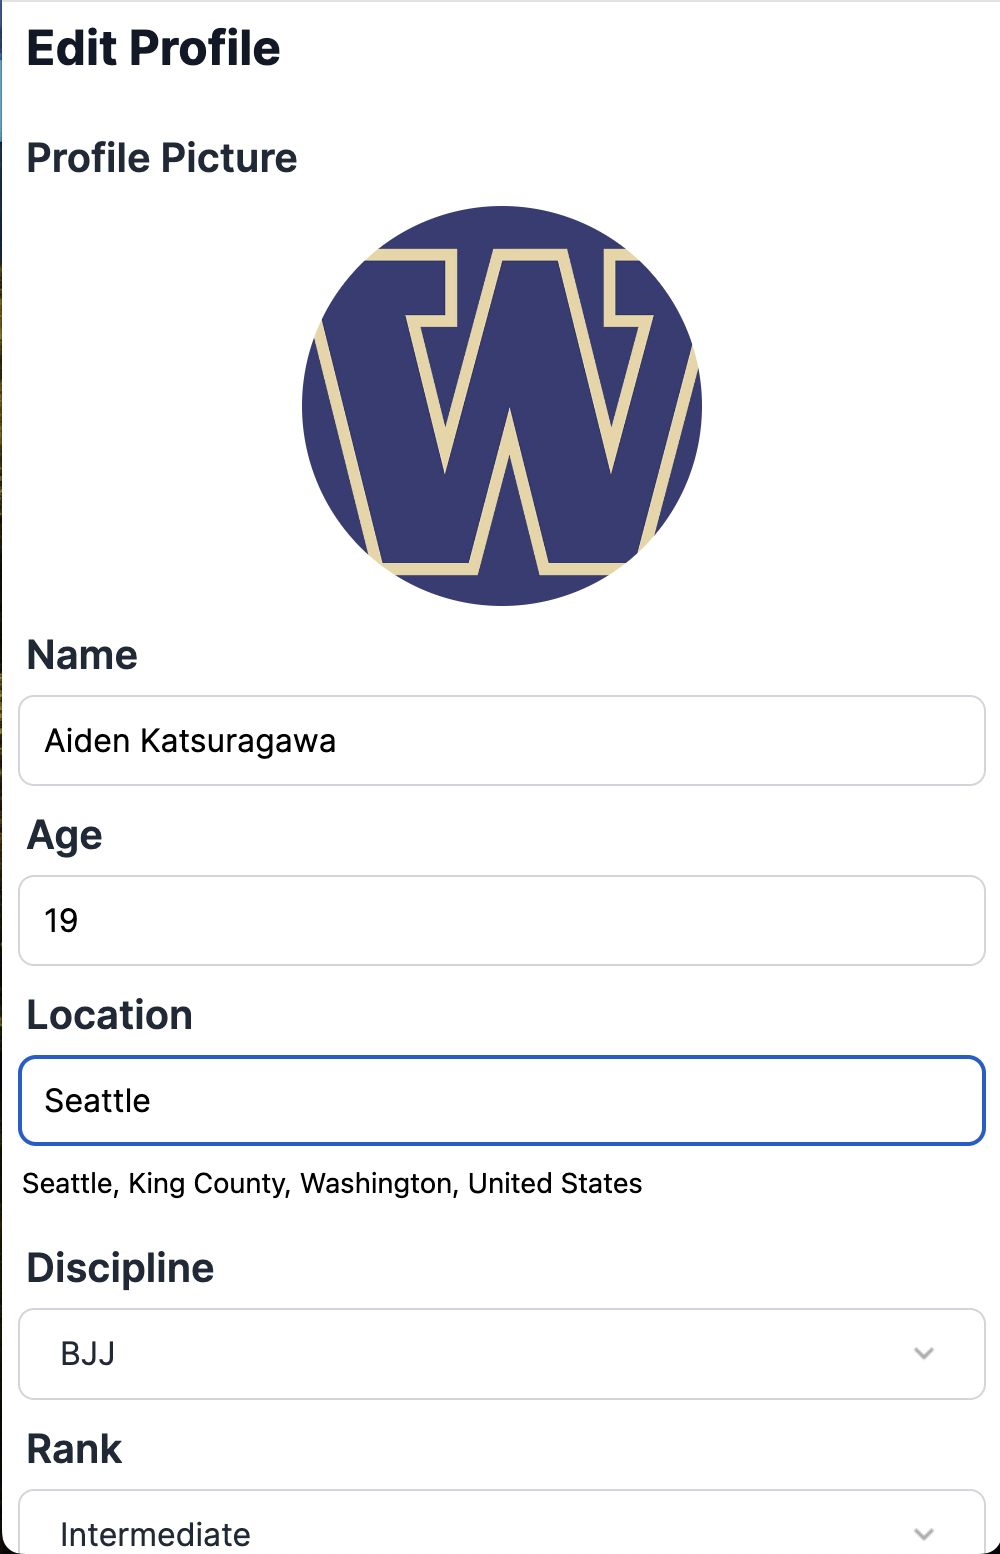 Edit Profile
Profile Picture
W
Name
Aiden Katsuragawa
Age
19
Location
Seattle
Seattle, King County, Washington, United States
Discipline
BJJ
Rank
Intermediate